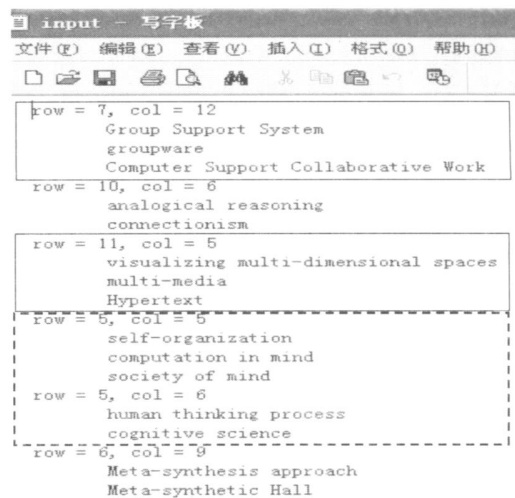 input - 写字板
文件(F) 编辑(E) 查看(V) 插入(I) 格式(O) 帮助(H)
row = 7, col = 12
Group Support System
groupware
Computer Support Collaborative Work
row = 10, col = 6
analogical reasoning
connectionism
row = 11, col = 5
visualizing multi-dimensional spaces
multi-media
Hypertext
row = 5, col = 5
self-organization
computation in mind
society of mind
row = 5, col = 6
human thinking process
cognitive science
row = 6, col = 9
Meta-synthesis approach
Meta-synthetic Hall